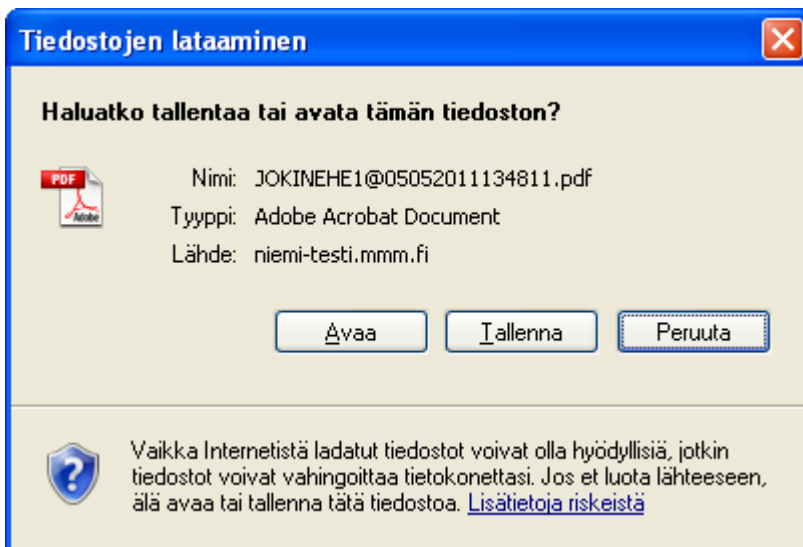 Tiedostojen lataaminen
Haluatko tallentaa tai avata tämän tiedoston?
PDF
Adobe
Nimi: JOKINEHE1@05052011134811.pdf
Tyyppi: Adobe Acrobat Document
Lähde: niemi-testi.mmm.fi
Avaa Tallenna Peruuta
Vaikka Internetistä ladatut tiedostot voivat olla hyödyllisiä, jotkin
tiedostot voivat vahingoittaa tietokonettasi. Jos et luota lähteeseen,
älä avaa tai tallenna tätä tiedostoa. Lisätietoja riskeistä